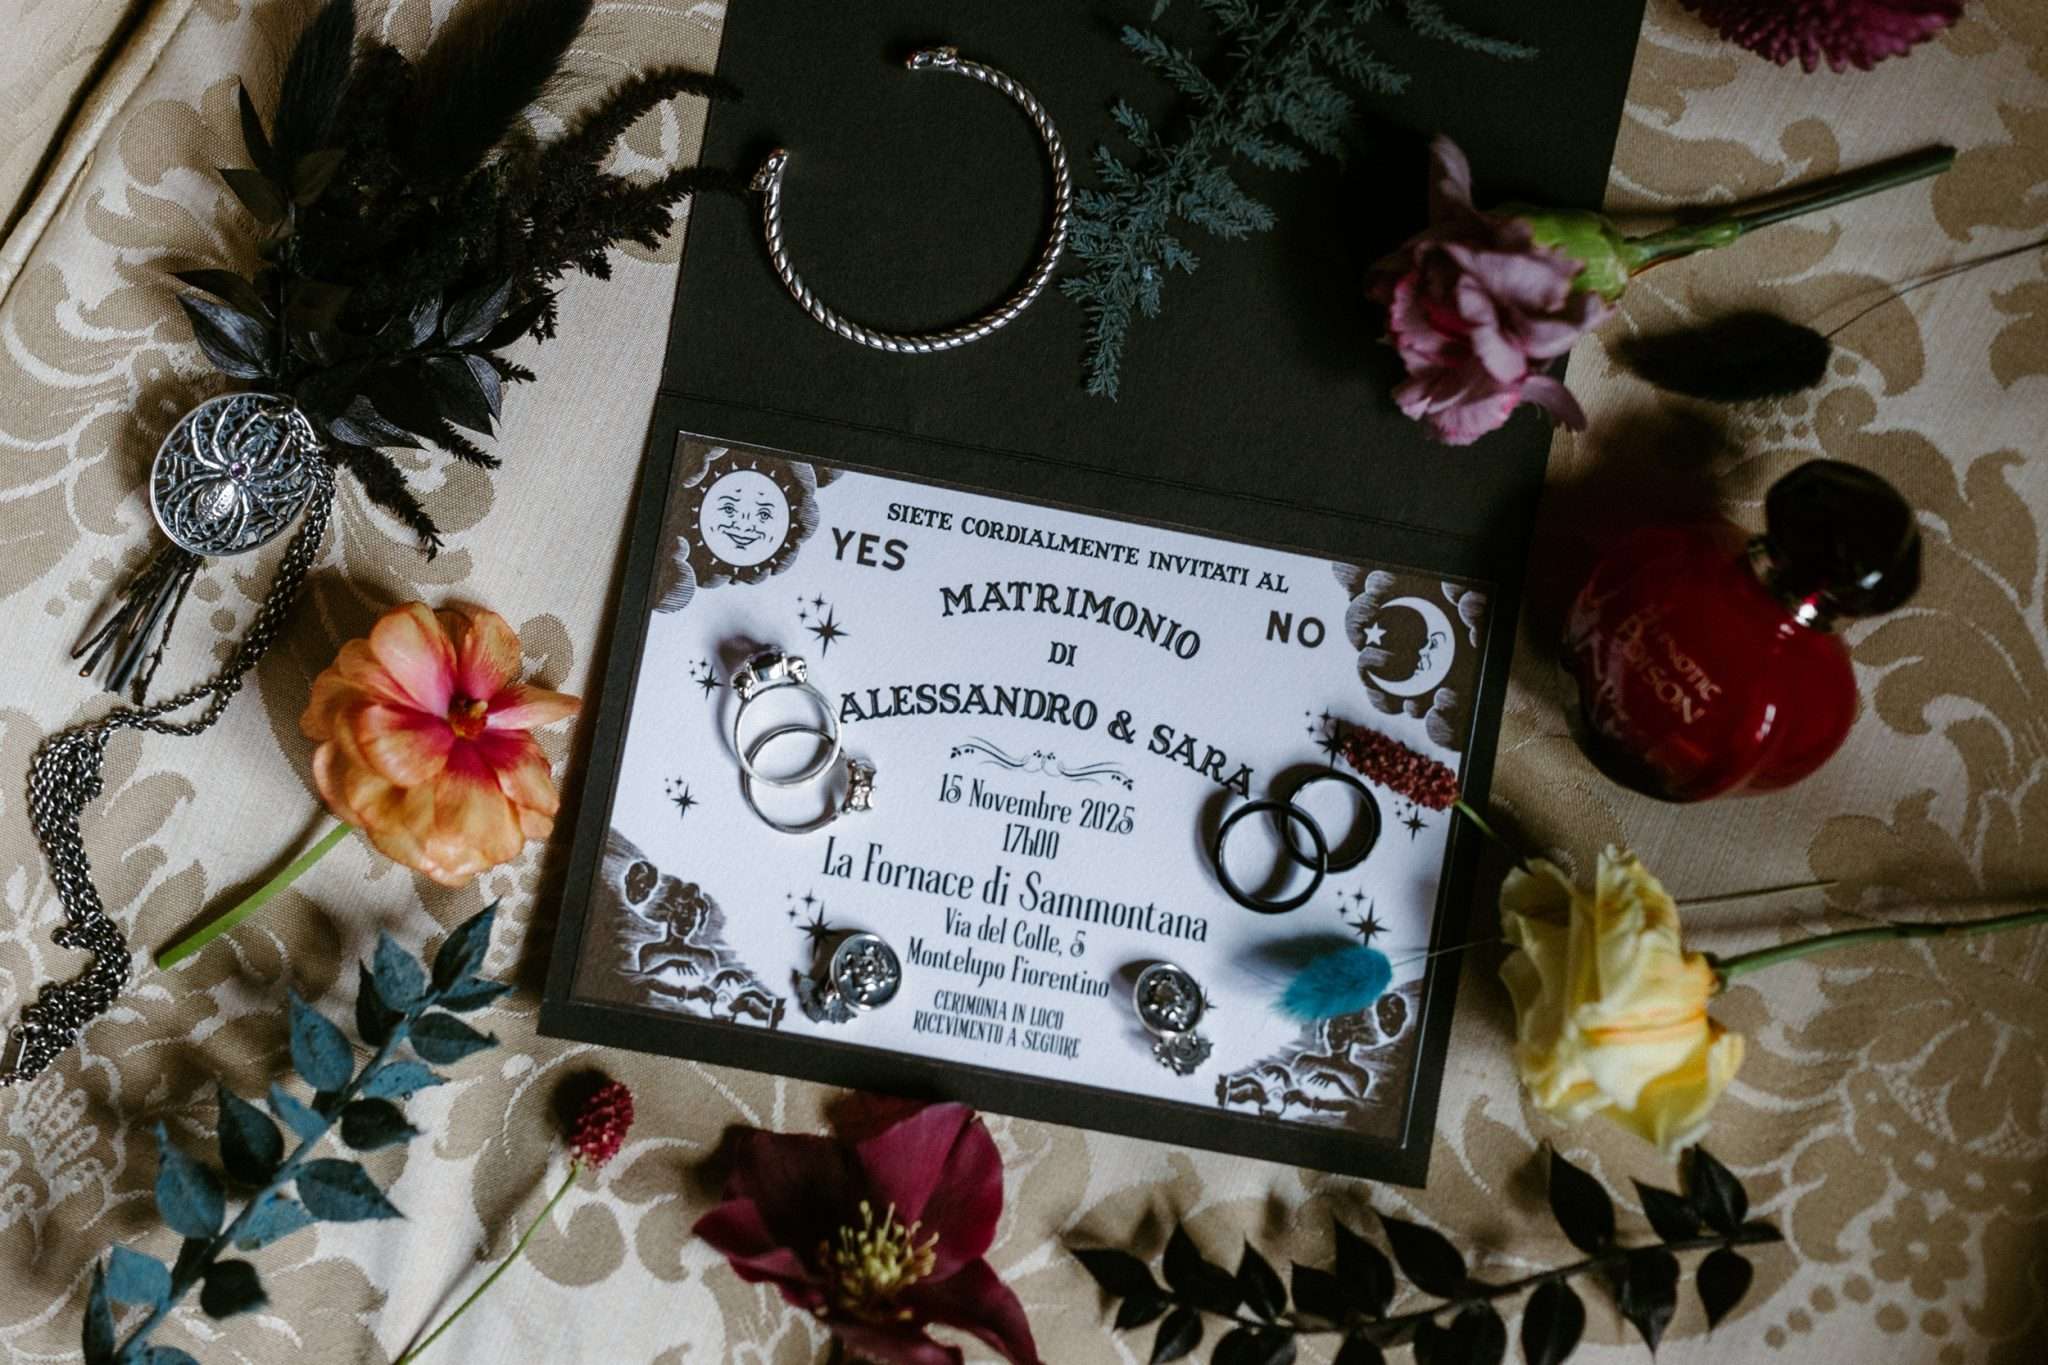 SIETE CORDIALMENTE INVITATI AL
YES
NO
MATRIMONIO
DI
ALESSANDRO & SARA
15 Novembre 2025
17h00
La Fornace di Sammontana
Via del Colle, 5
Montelupo Fiorentino
CERIMONIA IN LOCO
RICEVIMENTO A SEGUIRE
POISON